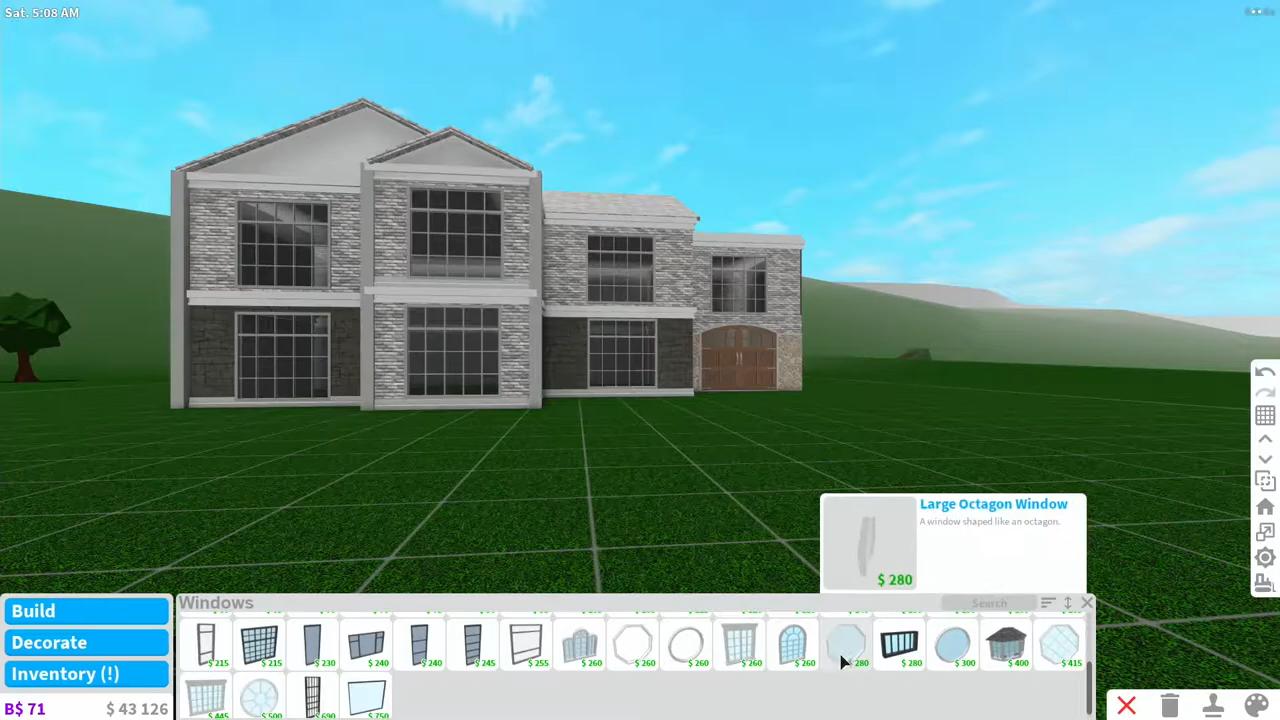 Sat. 5:08 AM
Large Octagon Window
A window shaped like an octagon.
$ 280
Windows
Search
$ 215
$ 215
$ 230
$ 240
$ 240
$ 245
$ 255
$ 260
$ 260
$ 260
$ 260
$ 260
$ 280
$ 280
$ 300
$ 400
$ 415
$ 445
$ 500
$ 690
$ 750
Build
Decorate
Inventory (!)
B$ 71
$ 43 126